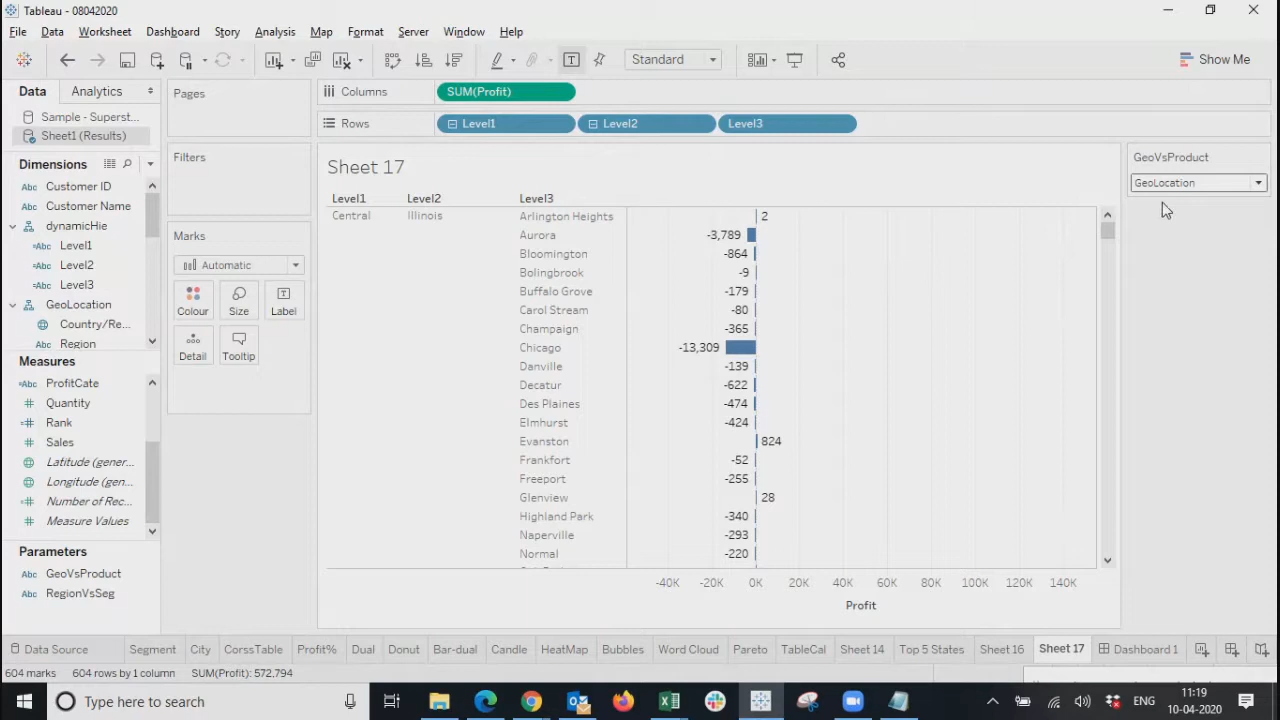 Tableau - 08042020
File Data Worksheet Dashboard Story Analysis Map Format Server Window Help
Standard
Show Me
Data Analytics
Sample - Superst...
Sheet1 (Results)
Dimensions
Abc Customer ID
Abc Customer Name
dynamicHie
Abc Level1
Abc Level2
Abc Level3
GeoLocation
Country/Re...
Abc Region
Measures
Abc ProfitCate
Quantity
Rank
Sales
Latitude (gener...
Longitude (gen...
Number of Rec...
Measure Values
Parameters
Abc GeoVsProduct
Abc RegionVsSeg
Pages
Filters
Marks
Automatic
Colour Size Label
Detail Tooltip
Columns SUM(Profit)
Rows Level1 Level2 Level3
Sheet 17
Level1 Level2 Level3
Central Illinois Arlington Heights 2
Aurora -3,789
Bloomington -864
Bolingbrook -9
Buffalo Grove -179
Carol Stream -80
Champaign -365
Chicago -13,309
Danville -139
Decatur -622
Des Plaines -474
Elmhurst -424
Evanston 824
Frankfort -52
Freeport -255
Glenview 28
Highland Park -340
Naperville -293
Normal -220
-40K -20K 0K 20K 40K 60K 80K 100K 120K 140K
Profit
GeoVsProduct
GeoLocation
Data Source Segment City CorssTable Profit% Dual Donut Bar-dual Candle HeatMap Bubbles Word Cloud Pareto TableCal Sheet 14 Top 5 States Sheet 16 Sheet 17 Dashboard 1
604 marks 604 rows by 1 column SUM(Profit): 572,794
Type here to search
ENG
11:19
10-04-2020